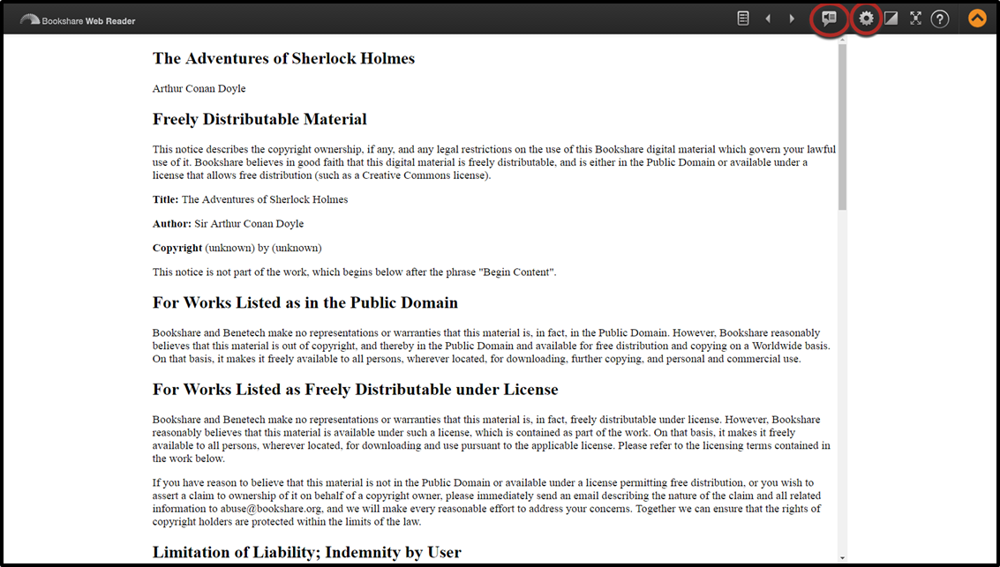 Bookshare Web Reader
?
The Adventures of Sherlock Holmes
Arthur Conan Doyle
Freely Distributable Material
This notice describes the copyright ownership, if any, and any legal restrictions on the use of this Bookshare digital material which govern your lawful
use of it. Bookshare believes in good faith that this digital material is freely distributable, and is either in the Public Domain or available under a
license that allows free distribution (such as a Creative Commons license).
Title: The Adventures of Sherlock Holmes
Author: Sir Arthur Conan Doyle
Copyright (unknown) by (unknown)
This notice is not part of the work, which begins below after the phrase "Begin Content".
For Works Listed as in the Public Domain
Bookshare and Benetech make no representations or warranties that this material is, in fact, in the Public Domain. However, Bookshare reasonably
believes that this material is out of copyright, and thereby in the Public Domain and available for free distribution and copying on a Worldwide basis.
On that basis, it makes it freely available to all persons, wherever located, for downloading, further copying, and personal and commercial use.
For Works Listed as Freely Distributable under License
Bookshare and Benetech make no representations or warranties that this material is, in fact, freely distributable under license. However, Bookshare
reasonably believes that this material is available under such a license, which is contained as part of the work. On that basis, it makes it freely
available to all persons, wherever located, for downloading and use pursuant to the applicable license. Please refer to the licensing terms contained in
the work below.
If you have reason to believe that this material is not in the Public Domain or available under a license permitting free distribution, or you wish to
assert a claim to ownership of it on behalf of a copyright owner, please immediately send an email describing the nature of the claim and all related
information to abuse@bookshare.org, and we will make every reasonable effort to address your concerns. Together we can ensure that the rights of
copyright holders are protected within the limits of the law.
Limitation of Liability; Indemnity by User